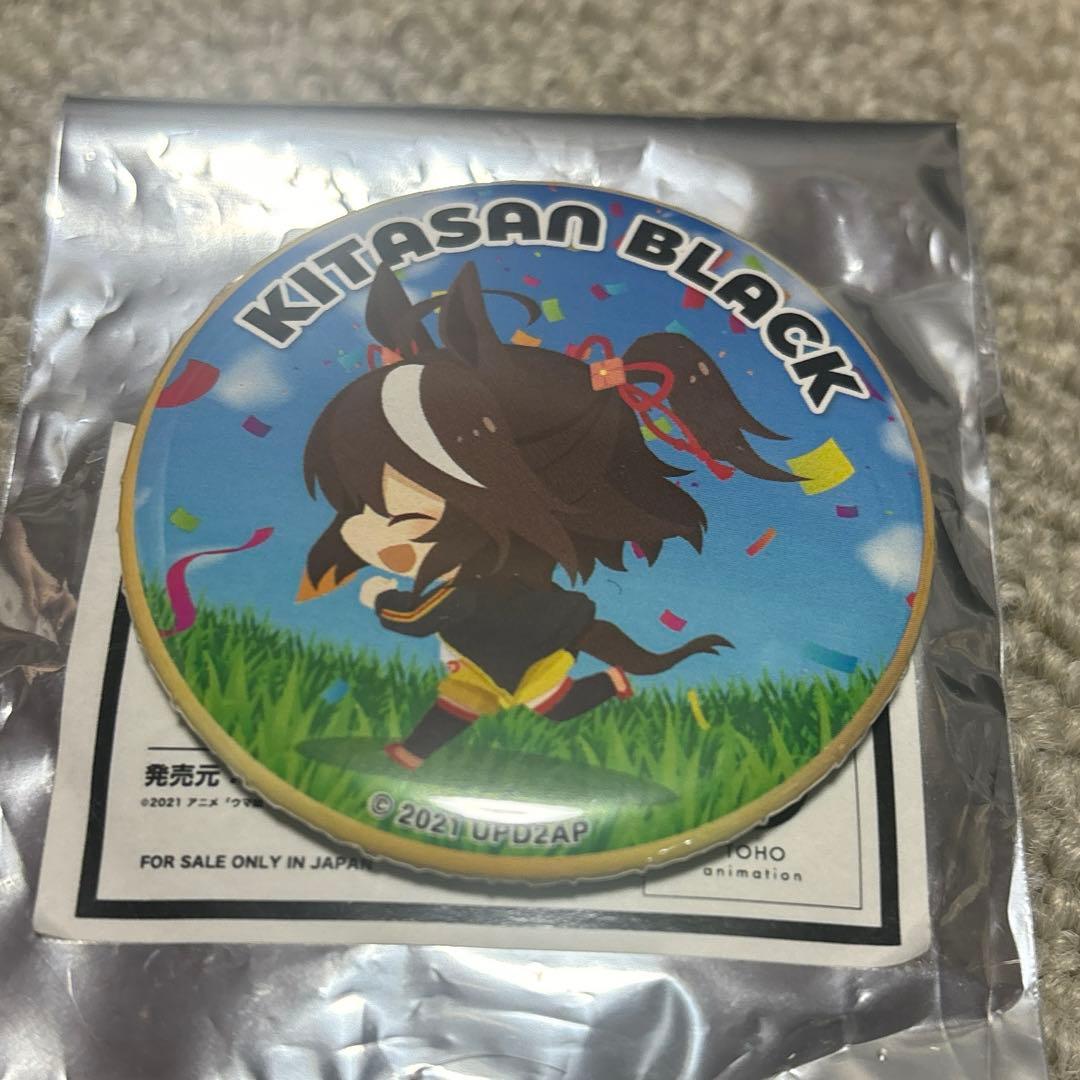 KITASAN BLACK
© 2021 UPD2AP
発売元
©2021 アニメ「ウマ娘
FOR SALE ONLY IN JAPAN
TOHO
animation